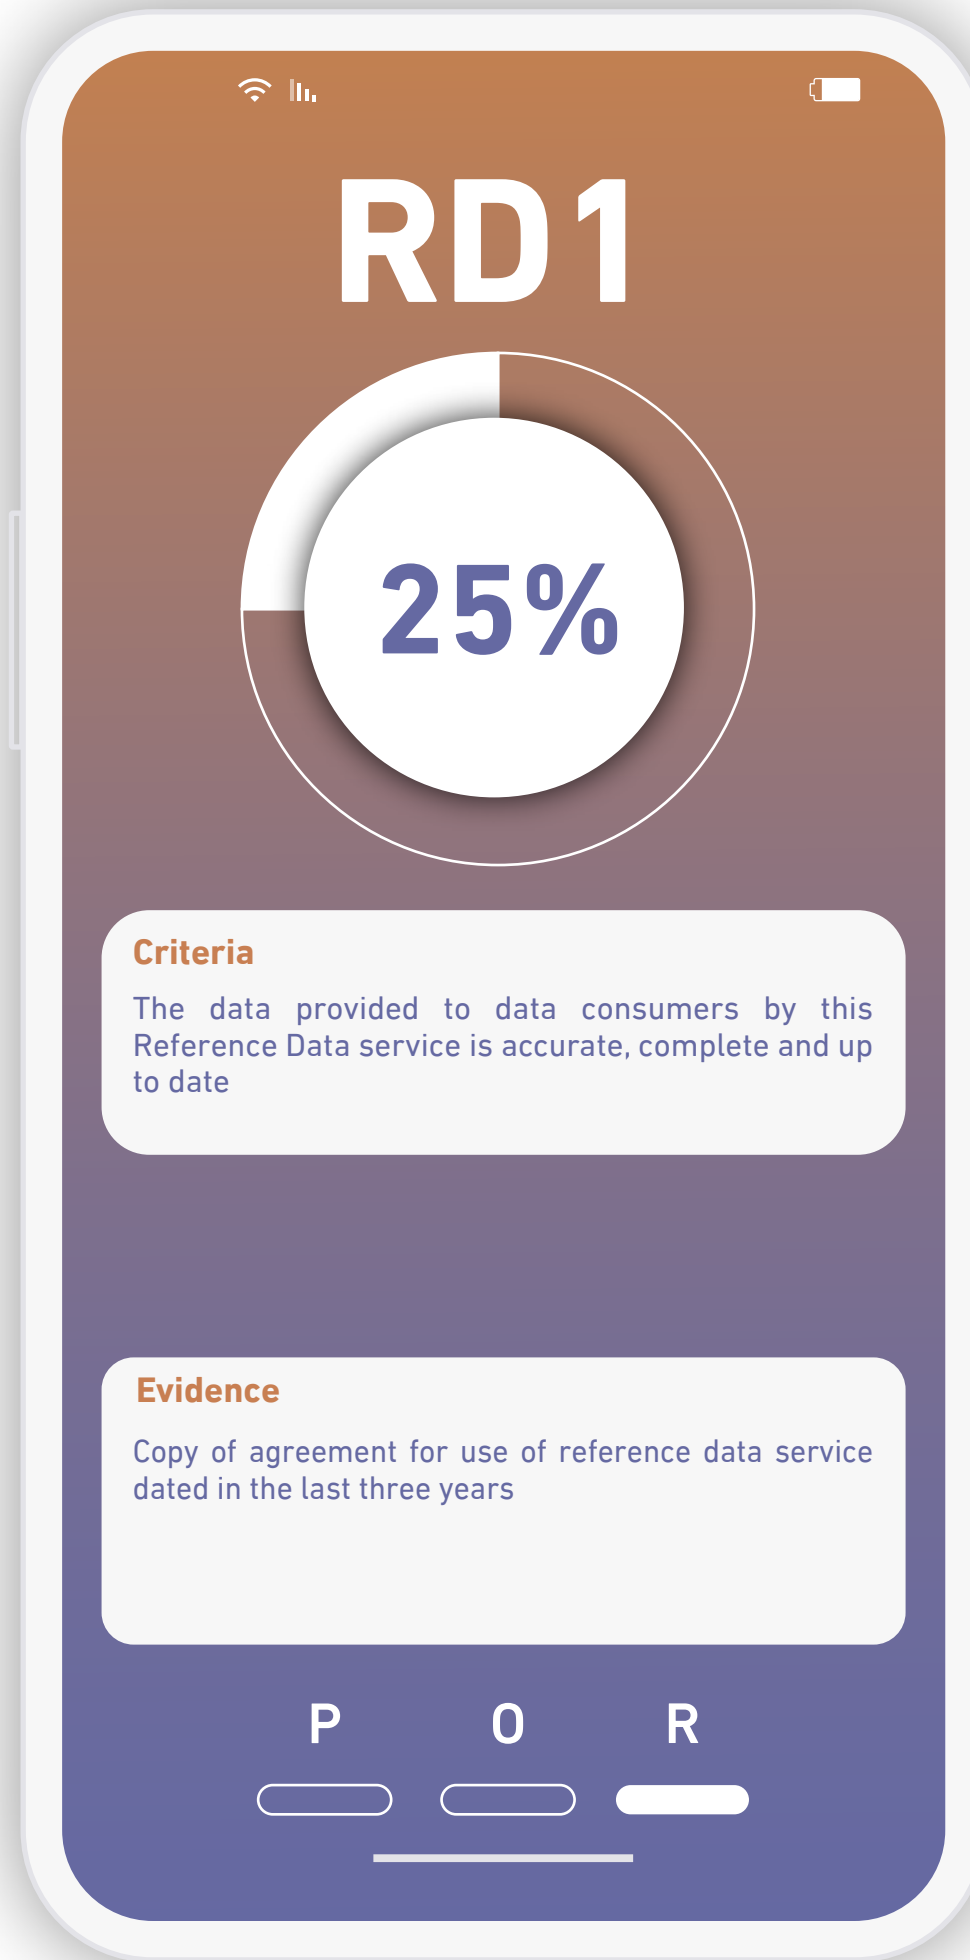 RD1
25%
Criteria
The data provided to data consumers by this
Reference Data service is accurate, complete and up
to date
Evidence
Copy of agreement for use of reference data service
dated in the last three years
P O R